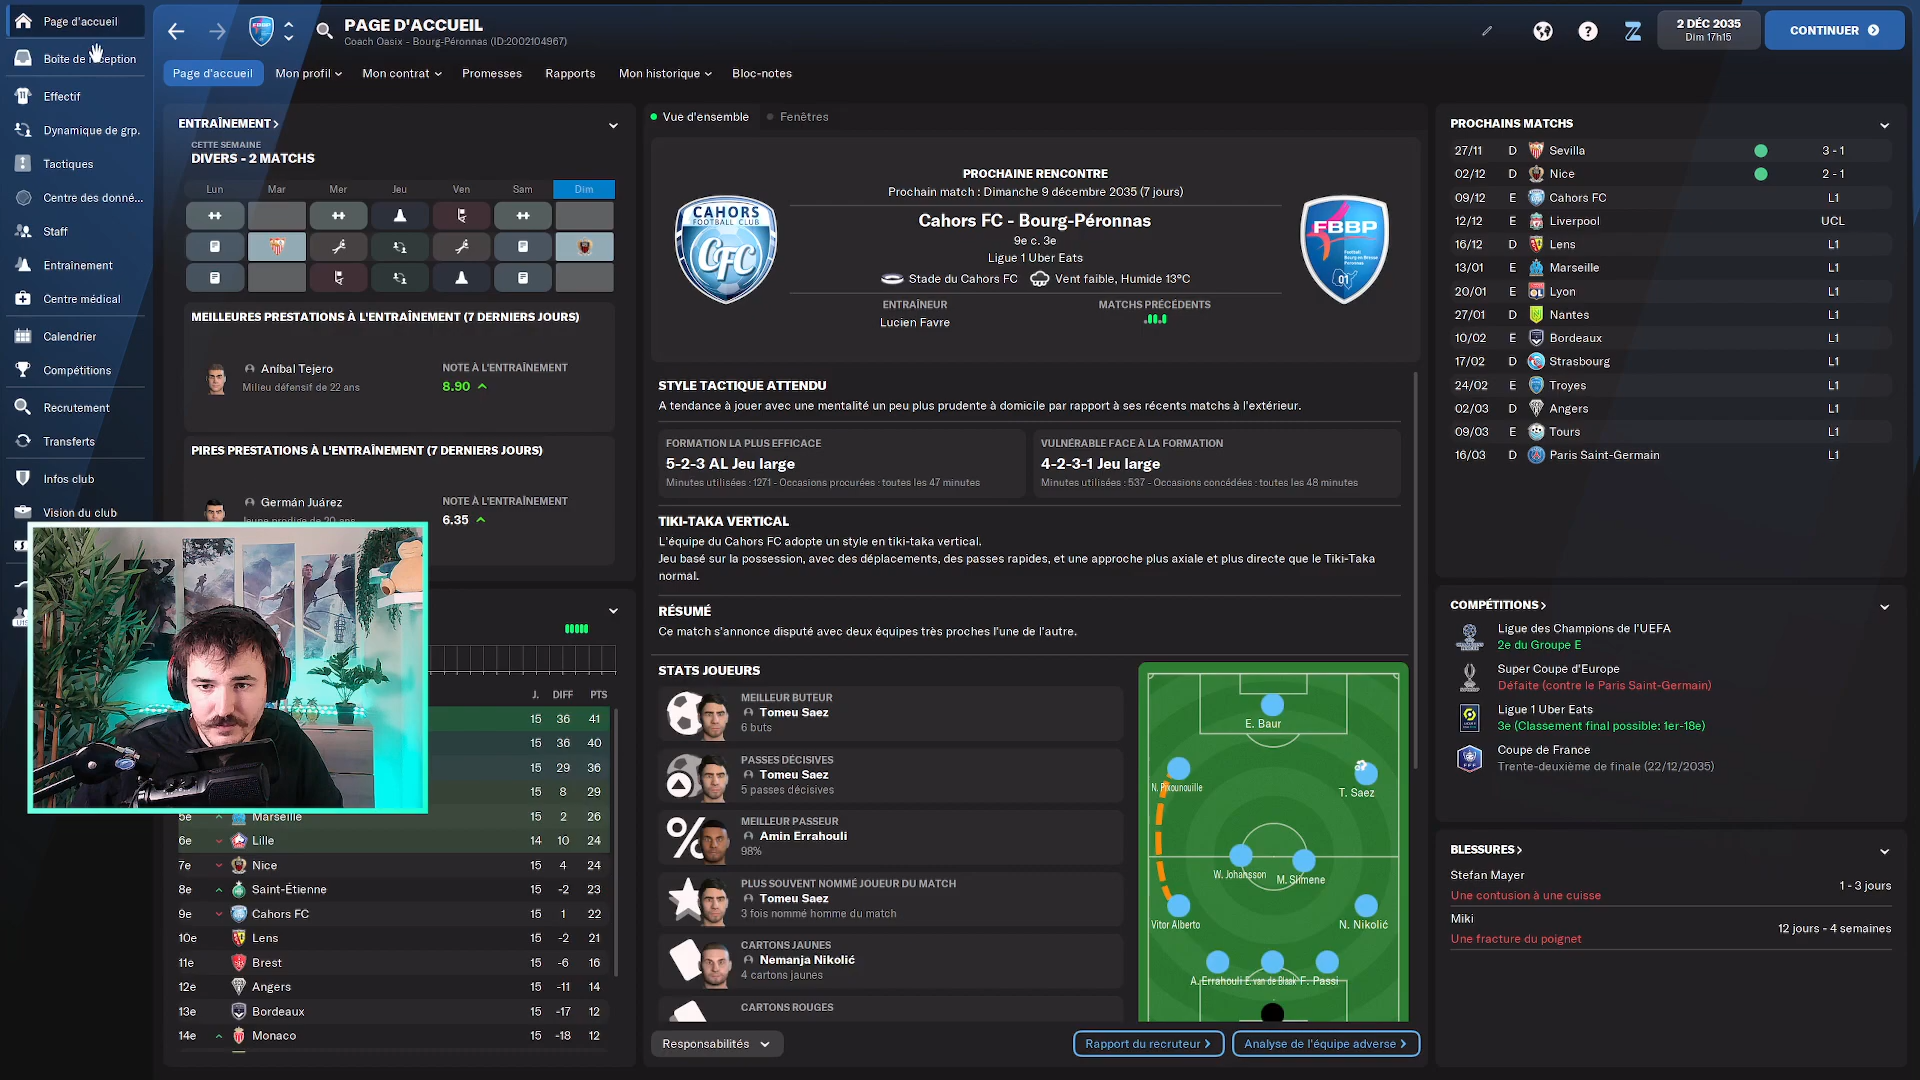 Page d'accueil
Boîte de réception
Effectif
Dynamique de grp.
Tactiques
Centre des donné...
Staff
Entraînement
Centre médical
Calendrier
Compétitions
Recrutement
Transferts
Infos club
Vision du club
PAGE D'ACCUEIL
Coach Oasix - Bourg-Péronnas (ID:2002104967)
2 DÉC 2035
Dim 17h15
CONTINUER
Page d'accueil
Mon profil
Mon contrat
Promesses
Rapports
Mon historique
Bloc-notes
ENTRAÎNEMENT >
CETTE SEMAINE
DIVERS - 2 MATCHS
Lun Mar Mer Jeu Ven Sam Dim
MEILLEURES PRESTATIONS À L'ENTRAÎNEMENT (7 DERNIERS JOURS)
Aníbal Tejero
Milieu défensif de 22 ans
NOTE À L'ENTRAÎNEMENT
8.90
PIRES PRESTATIONS À L'ENTRAÎNEMENT (7 DERNIERS JOURS)
Germán Juárez
Jeune prodige de 20 ans
NOTE À L'ENTRAÎNEMENT
6.35
J. DIFF PTS
15 36 41
15 36 40
15 29 36
15 8 29
5e Marseille 15 2 26
6e Lille 14 10 24
7e Nice 15 4 24
8e Saint-Étienne 15 -2 23
9e Cahors FC 15 1 22
10e Lens 15 -2 21
11e Brest 15 -6 16
12e Angers 15 -11 14
13e Bordeaux 15 -17 12
14e Monaco 15 -18 12
Vue d'ensemble
Fenêtres
PROCHAINE RENCONTRE
Prochain match : Dimanche 9 décembre 2035 (7 jours)
CAHORS
FOOTBALL CLUB
CFC
Cahors FC - Bourg-Péronnas
9e c. 3e
Ligue 1 Uber Eats
Stade du Cahors FC
Vent faible, Humide 13°C
ENTRAÎNEUR
Lucien Favre
MATCHS PRÉCÉDENTS
FBBP
01
STYLE TACTIQUE ATTENDU
A tendance à jouer avec une mentalité un peu plus prudente à domicile par rapport à ses récents matchs à l'extérieur.
FORMATION LA PLUS EFFICACE
5-2-3 AL Jeu large
Minutes utilisées : 1271 - Occasions procurées : toutes les 47 minutes
VULNÉRABLE FACE À LA FORMATION
4-2-3-1 Jeu large
Minutes utilisées : 537 - Occasions concédées : toutes les 48 minutes
TIKI-TAKA VERTICAL
L'équipe du Cahors FC adopte un style en tiki-taka vertical.
Jeu basé sur la possession, avec des déplacements, des passes rapides, et une approche plus axiale et plus directe que le Tiki-Taka
normal.
RÉSUMÉ
Ce match s'annonce disputé avec deux équipes très proches l'une de l'autre.
STATS JOUEURS
MEILLEUR BUTEUR
Tomeu Saez
6 buts
PASSES DÉCISIVES
Tomeu Saez
5 passes décisives
MEILLEUR PASSEUR
Amin Errahouli
98%
PLUS SOUVENT NOMMÉ JOUEUR DU MATCH
Tomeu Saez
3 fois nommé homme du match
CARTONS JAUNES
Nemanja Nikolić
4 cartons jaunes
CARTONS ROUGES
E. Baur
T. Saez
W. Johansson
M. Slimene
Vitor Alberto
N. Nikolić
A. Errahouli
E. van de Blaak
F. Passi
Responsabilités
Rapport du recruteur >
Analyse de l'équipe adverse >
PROCHAINS MATCHS
27/11 D Sevilla 3 - 1
02/12 D Nice 2 - 1
09/12 E Cahors FC L1
12/12 E Liverpool UCL
16/12 D Lens L1
13/01 E Marseille L1
20/01 E Lyon L1
27/01 D Nantes L1
10/02 E Bordeaux L1
17/02 D Strasbourg L1
24/02 E Troyes L1
02/03 D Angers L1
09/03 E Tours L1
16/03 D Paris Saint-Germain L1
COMPÉTITIONS >
Ligue des Champions de l'UEFA
2e du Groupe E
Super Coupe d'Europe
Défaite (contre le Paris Saint-Germain)
Ligue 1 Uber Eats
3e (Classement final possible: 1er-18e)
Coupe de France
Trente-deuxième de finale (22/12/2035)
BLESSURES >
Stefan Mayer
Une contusion à une cuisse
1 - 3 jours
Miki
Une fracture du poignet
12 jours - 4 semaines